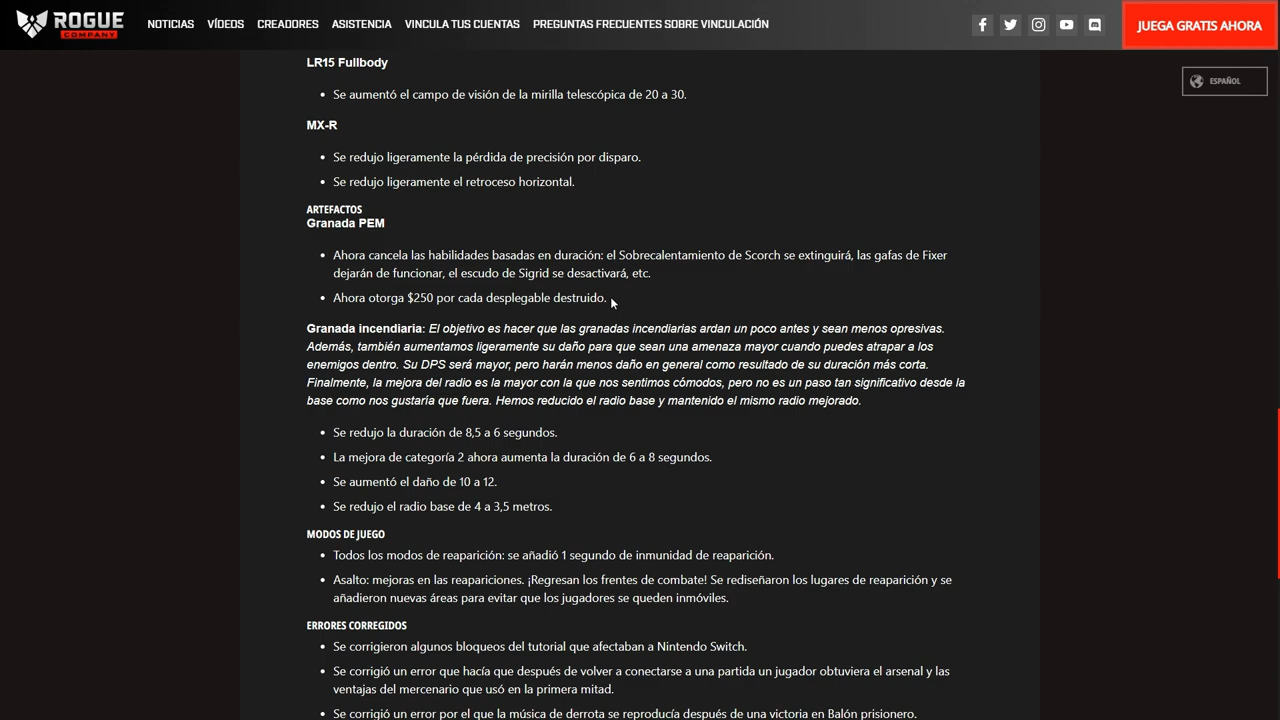 ROGUE
COMPANY
NOTICIAS
VÍDEOS
CREADORES
ASISTENCIA
VINCULA TUS CUENTAS
PREGUNTAS FRECUENTES SOBRE VINCULACIÓN
JUEGA GRATIS AHORA
ESPAÑOL
LR15 Fullbody
Se aumentó el campo de visión de la mirilla telescópica de 20 a 30.
MX-R
Se redujo ligeramente la pérdida de precisión por disparo.
Se redujo ligeramente el retroceso horizontal.
ARTEFACTOS
Granada PEM
Ahora cancela las habilidades basadas en duración: el Sobrecalentamiento de Scorch se extinguirá, las gafas de Fixer
dejarán de funcionar, el escudo de Sigrid se desactivará, etc.
Ahora otorga $250 por cada desplegable destruido.
Granada incendiaria: El objetivo es hacer que las granadas incendiarias ardan un poco antes y sean menos opresivas.
Además, también aumentamos ligeramente su daño para que sean una amenaza mayor cuando puedes atrapar a los
enemigos dentro. Su DPS será mayor, pero harán menos daño en general como resultado de su duración más corta.
Finalmente, la mejora del radio es la mayor con la que nos sentimos cómodos, pero no es un paso tan significativo desde la
base como nos gustaría que fuera. Hemos reducido el radio base y mantenido el mismo radio mejorado.
Se redujo la duración de 8,5 a 6 segundos.
La mejora de categoría 2 ahora aumenta la duración de 6 a 8 segundos.
Se aumentó el daño de 10 a 12.
Se redujo el radio base de 4 a 3,5 metros.
MODOS DE JUEGO
Todos los modos de reaparición: se añadió 1 segundo de inmunidad de reaparición.
Asalto: mejoras en las reapariciones. ¡Regresan los frentes de combate! Se rediseñaron los lugares de reaparición y se
añadieron nuevas áreas para evitar que los jugadores se queden inmóviles.
ERRORES CORREGIDOS
Se corrigieron algunos bloqueos del tutorial que afectaban a Nintendo Switch.
Se corrigió un error que hacía que después de volver a conectarse a una partida un jugador obtuviera el arsenal y las
ventajas del mercenario que usó en la primera mitad.
Se corrigió un error por el que la música de derrota se reproducía después de una victoria en Balón prisionero.